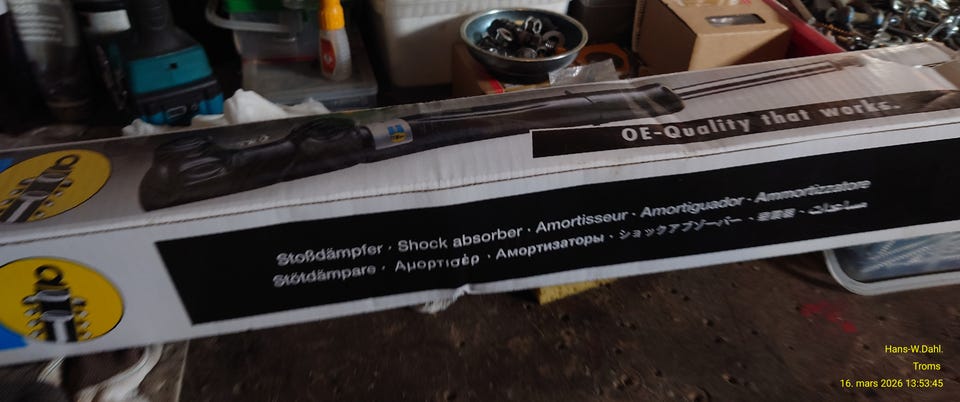 OE-Quality that works.
Stoßdämpfer · Shock absorber · Amortisseur · Amortiguador · Ammortizzatore
Stötdämpare · Αμορτισέρ · Амортизаторы · ショックアブソーバー
Hans-W.Dahl.
Troms
16. mars 2026 13:53:45